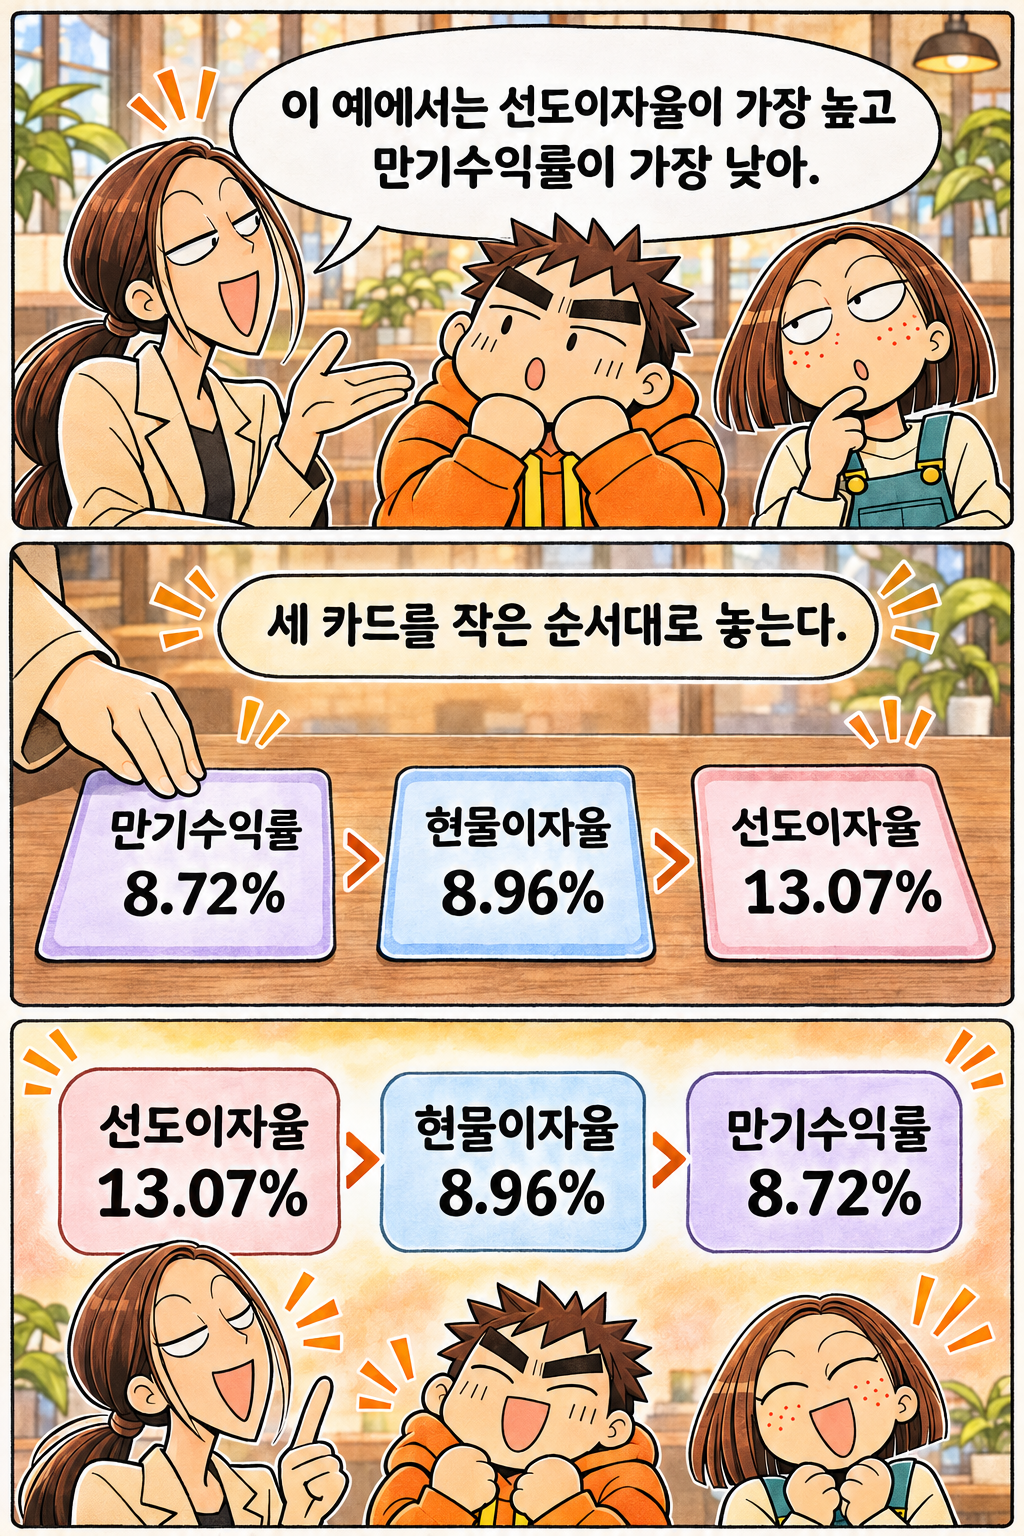 이 예에서는 선도이자율이 가장 높고
만기수익률이 가장 낮아.
세 카드를 작은 순서대로 놓는다.
만기수익률
8.72%
>
현물이자율
8.96%
>
선도이자율
13.07%
선도이자율
13.07%
>
현물이자율
8.96%
>
만기수익률
8.72%